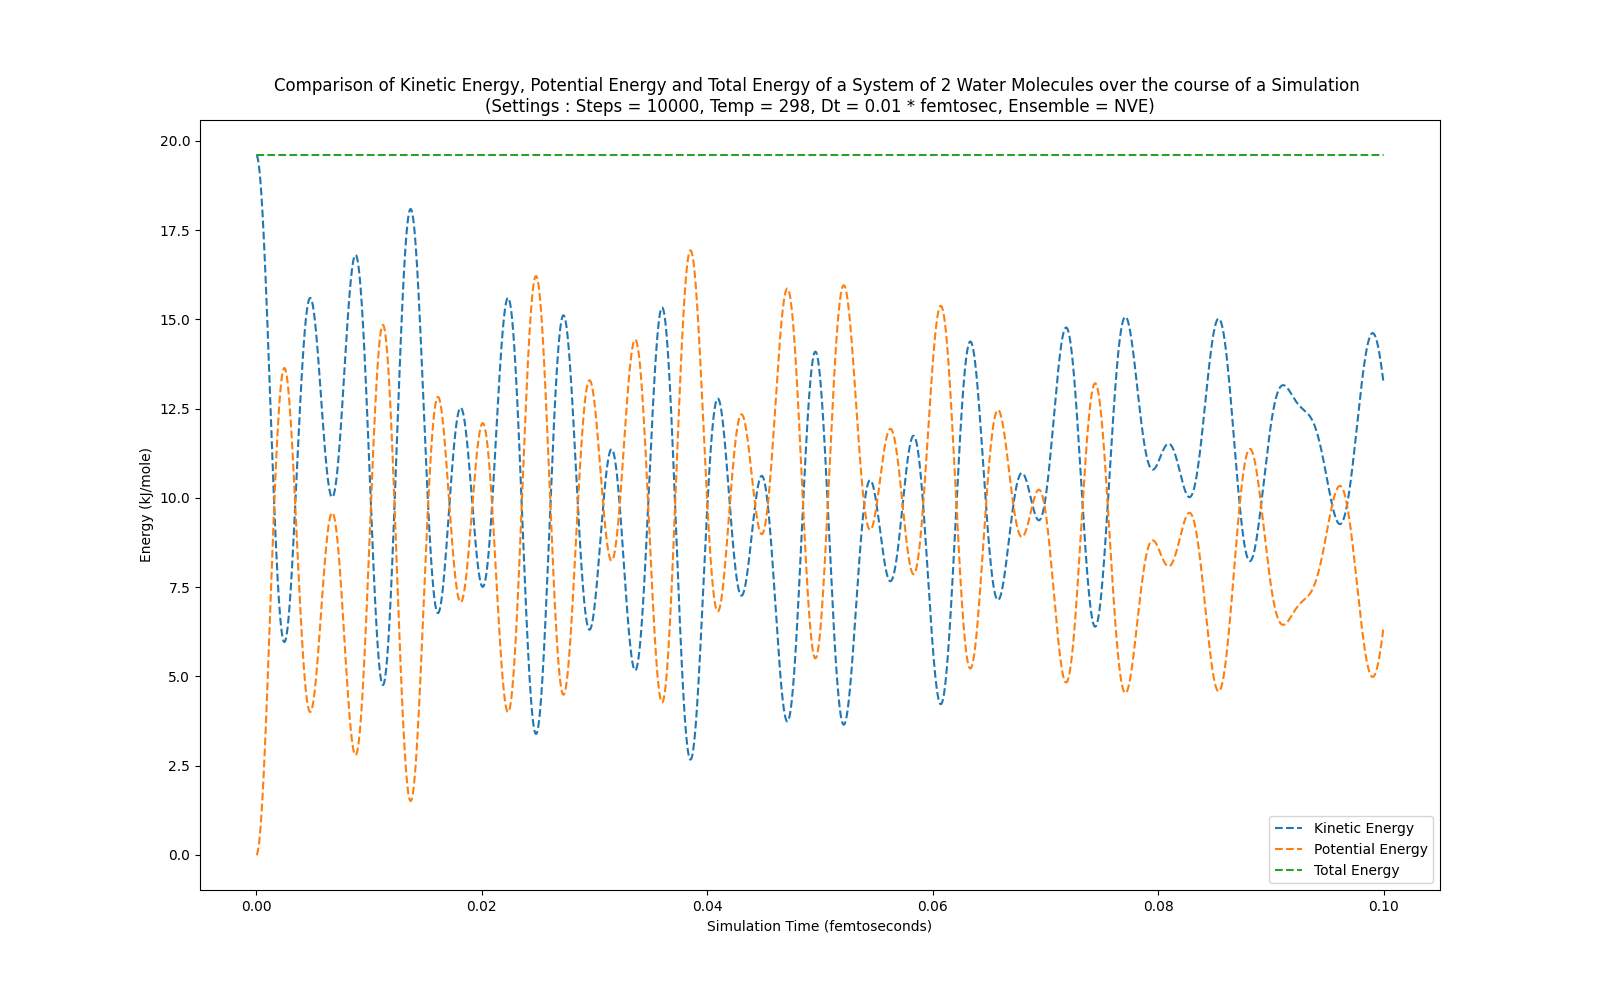 Comparison of Kinetic Energy, Potential Energy and Total Energy of a System of 2 Water Molecules over the course of a Simulation
(Settings : Steps = 10000, Temp = 298, Dt = 0.01 * femtosec, Ensemble = NVE)
20.0
17.5
15.0
12.5
10.0
7.5
5.0
2.5
0.0
Energy (kJ/mole)
Kinetic Energy
Potential Energy
Total Energy
0.00 0.02 0.04 0.06 0.08 0.10
Simulation Time (femtoseconds)